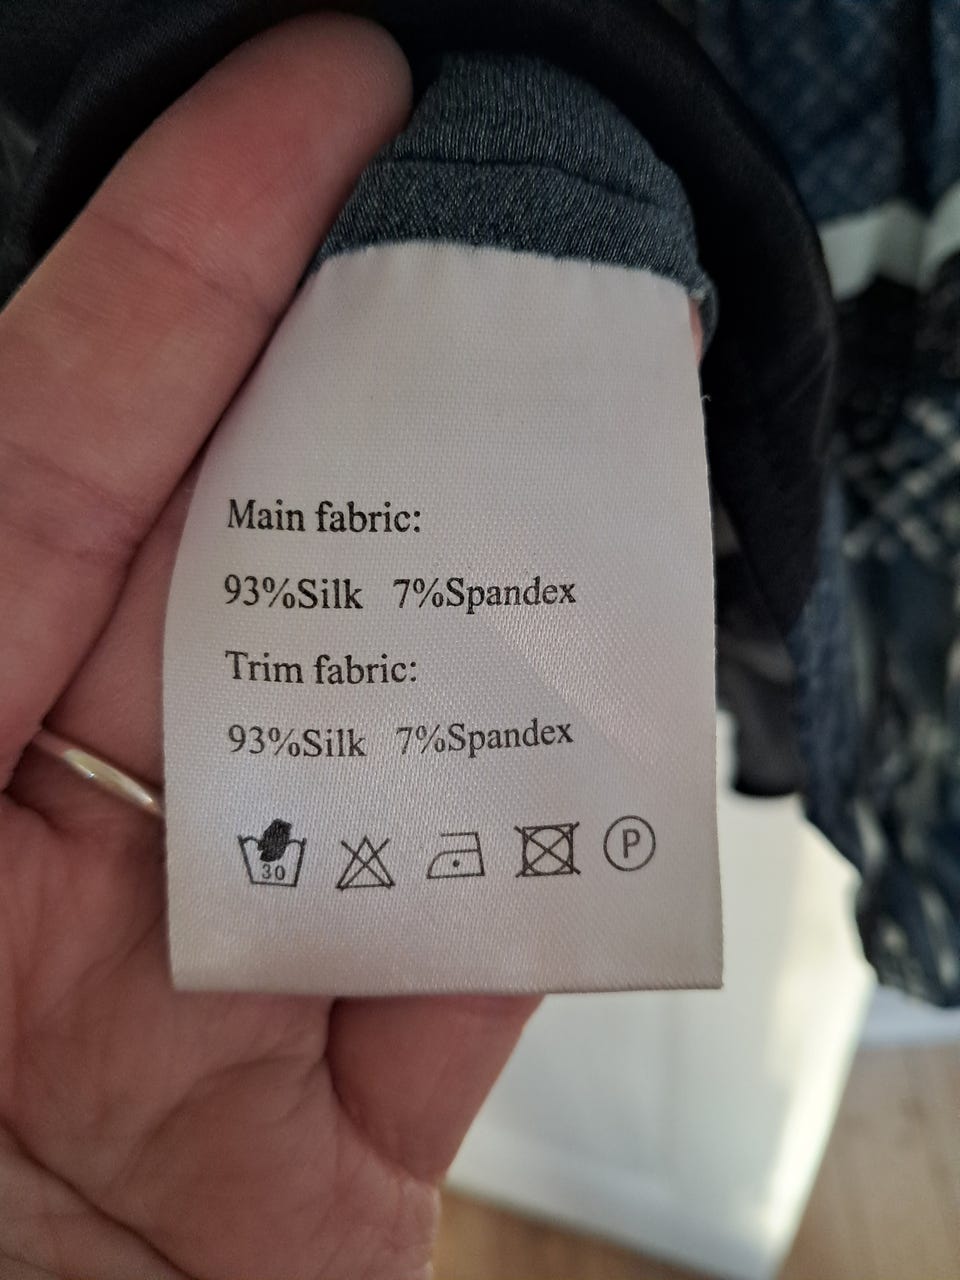 Main fabric:
93%Silk 7%Spandex
Trim fabric:
93%Silk 7%Spandex
30 P